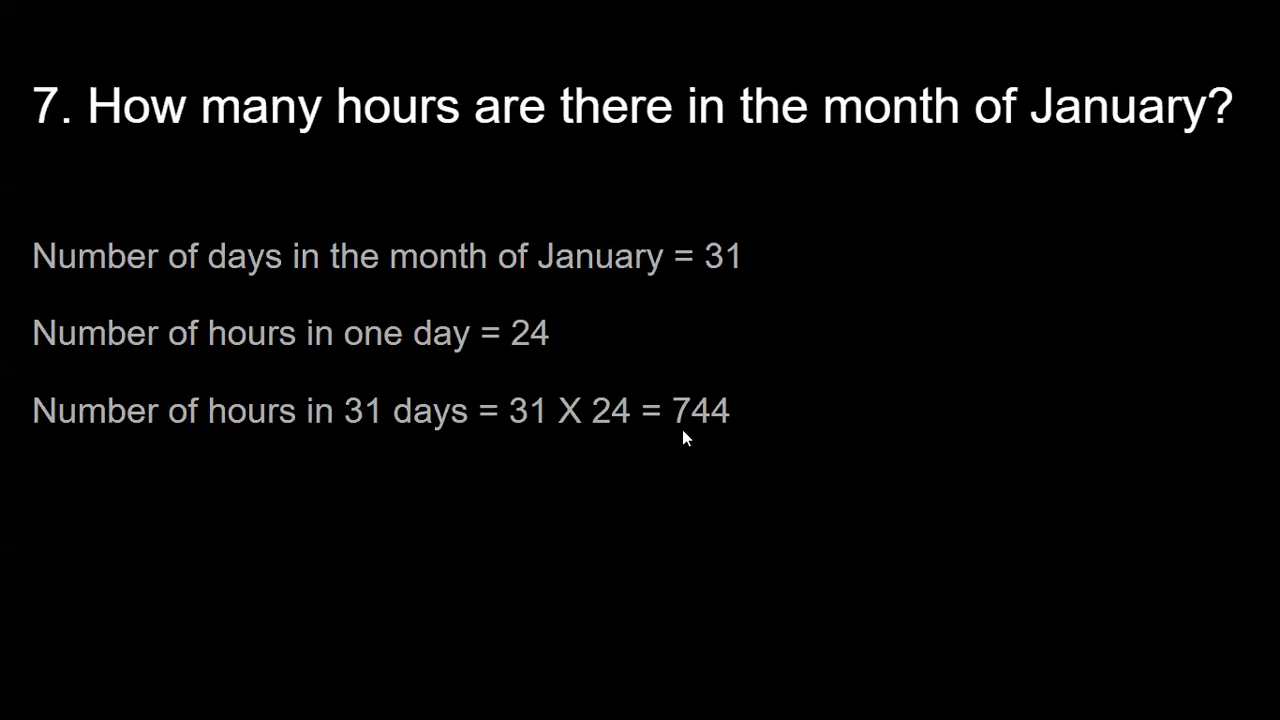 7. How many hours are there in the month of January?
Number of days in the month of January = 31
Number of hours in one day = 24
Number of hours in 31 days = 31 X 24 = 744